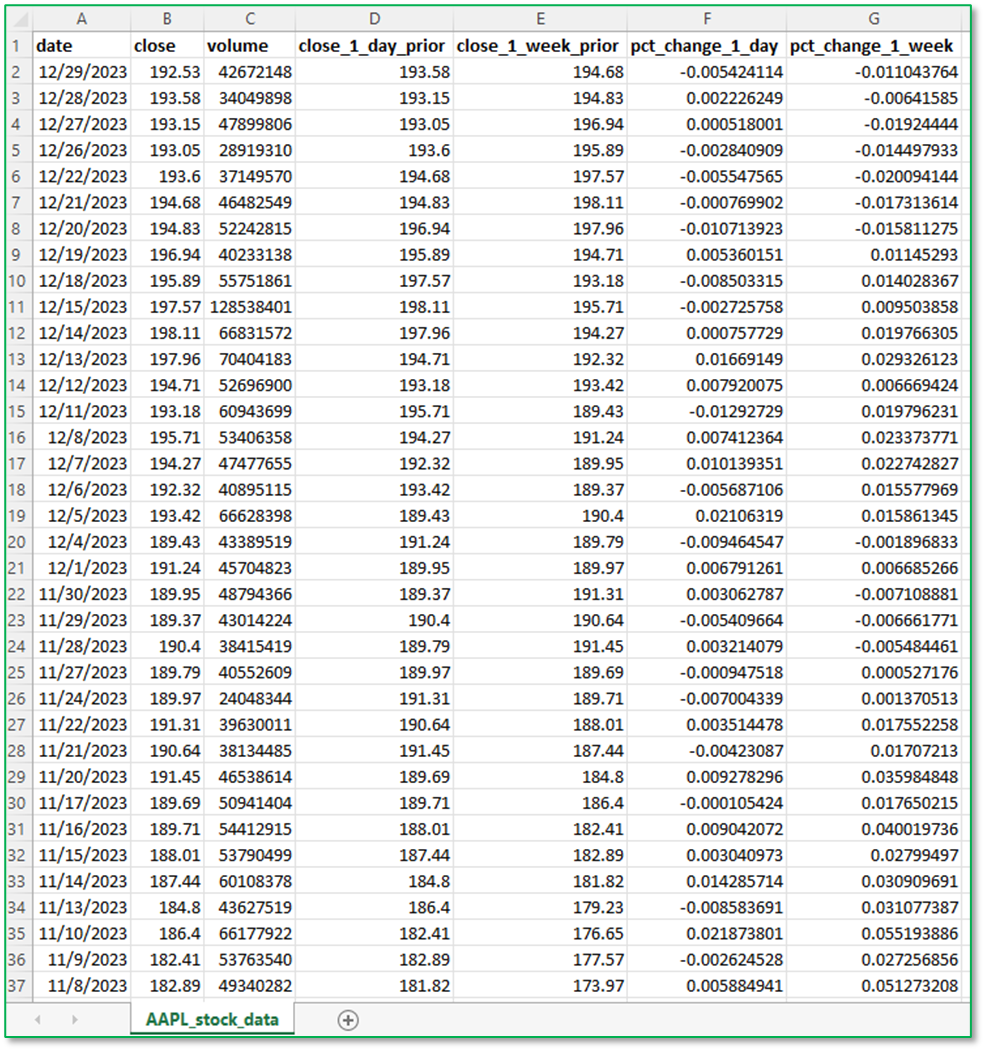 A B C D E F G
1 date close volume close_1_day_prior close_1_week_prior pct_change_1_day pct_change_1_week
2 12/29/2023 192.53 42672148 193.58 194.68 -0.005424114 -0.011043764
3 12/28/2023 193.58 34049898 193.15 194.83 0.002226249 -0.00641585
4 12/27/2023 193.15 47899806 193.05 196.94 0.000518001 -0.01924444
5 12/26/2023 193.05 28919310 193.6 195.89 -0.002840909 -0.014497933
6 12/22/2023 193.6 37149570 194.68 197.57 -0.005547565 -0.020094144
7 12/21/2023 194.68 46482549 194.83 198.11 -0.000769902 -0.017313614
8 12/20/2023 194.83 52242815 196.94 197.96 -0.010713923 -0.015811275
9 12/19/2023 196.94 40233138 195.89 194.71 0.005360151 0.01145293
10 12/18/2023 195.89 55751861 197.57 193.18 -0.008503315 0.014028367
11 12/15/2023 197.57 128538401 198.11 195.71 -0.002725758 0.009503858
12 12/14/2023 198.11 66831572 197.96 194.27 0.000757729 0.019766305
13 12/13/2023 197.96 70404183 194.71 192.32 0.01669149 0.029326123
14 12/12/2023 194.71 52696900 193.18 193.42 0.007920075 0.006669424
15 12/11/2023 193.18 60943699 195.71 189.43 -0.01292729 0.019796231
16 12/8/2023 195.71 53406358 194.27 191.24 0.007412364 0.023373771
17 12/7/2023 194.27 47477655 192.32 189.95 0.010139351 0.022742827
18 12/6/2023 192.32 40895115 193.42 189.37 -0.005687106 0.015577969
19 12/5/2023 193.42 66628398 189.43 190.4 0.02106319 0.015861345
20 12/4/2023 189.43 43389519 191.24 189.79 -0.009464547 -0.001896833
21 12/1/2023 191.24 45704823 189.95 189.97 0.006791261 0.006685266
22 11/30/2023 189.95 48794366 189.37 191.31 0.003062787 -0.007108881
23 11/29/2023 189.37 43014224 190.4 190.64 -0.005409664 -0.006661771
24 11/28/2023 190.4 38415419 189.79 191.45 0.003214079 -0.005484461
25 11/27/2023 189.79 40552609 189.97 189.69 -0.000947518 0.000527176
26 11/24/2023 189.97 24048344 191.31 189.71 -0.007004339 0.001370513
27 11/22/2023 191.31 39630011 190.64 188.01 0.003514478 0.017552258
28 11/21/2023 190.64 38134485 191.45 187.44 -0.00423087 0.01707213
29 11/20/2023 191.45 46538614 189.69 184.8 0.009278296 0.035984848
30 11/17/2023 189.69 50941404 189.71 186.4 -0.000105424 0.017650215
31 11/16/2023 189.71 54412915 188.01 182.41 0.009042072 0.040019736
32 11/15/2023 188.01 53790499 187.44 182.89 0.003040973 0.02799497
33 11/14/2023 187.44 60108378 184.8 181.82 0.014285714 0.030909691
34 11/13/2023 184.8 43627519 186.4 179.23 -0.008583691 0.031077387
35 11/10/2023 186.4 66177922 182.41 176.65 0.021873801 0.055193886
36 11/9/2023 182.41 53763540 182.89 177.57 -0.002624528 0.027256856
37 11/8/2023 182.89 49340282 181.82 173.97 0.005884941 0.051273208
AAPL_stock_data